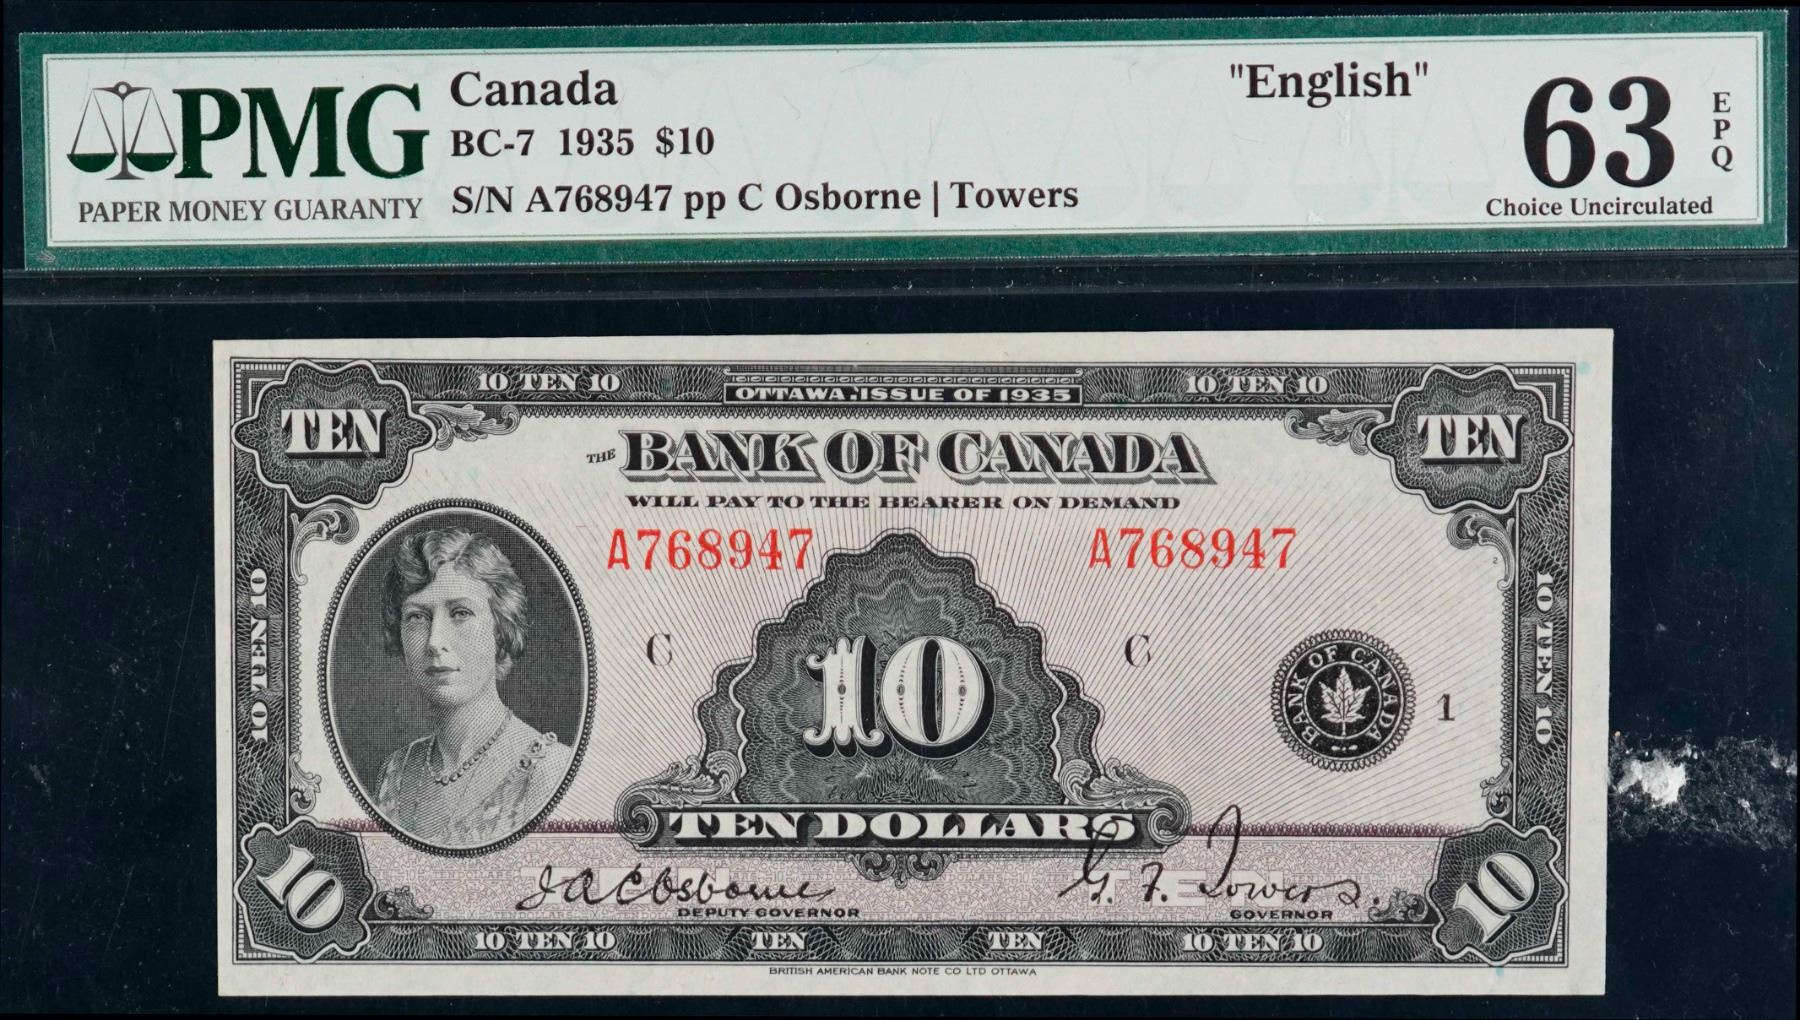 PMG
PAPER MONEY GUARANTY
Canada
BC-7 1935 $10
S/N A768947 pp C Osborne | Towers
"English"
63
EPQ
Choice Uncirculated
10 TEN 10
OTTAWA, ISSUE OF 1935
10 TEN 10
TEN
TEN
THE BANK OF CANADA
WILL PAY TO THE BEARER ON DEMAND
A768947 A768947
2
10 TEN 10
10 TEN 10
C
C
10
BANK OF CANADA
1
TEN DOLLARS
TEN
TEN
10
10
J A C Osborne
DEPUTY GOVERNOR
G. F. Towers.
GOVERNOR
10 TEN 10 TEN TEN 10 TEN 10
BRITISH AMERICAN BANK NOTE CO LTD OTTAWA